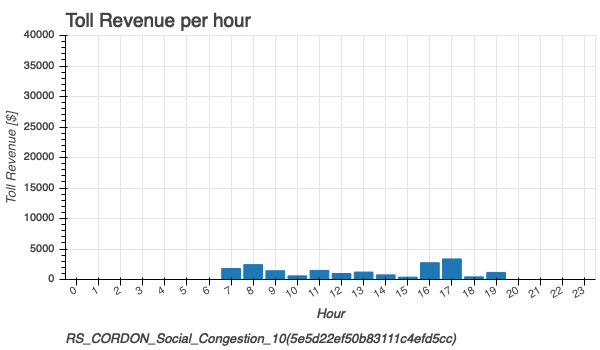 Toll Revenue per hour
40000
35000
30000
25000
20000
15000
10000
5000
0
Toll Revenue [$]
0 1 2 3 4 5 6 7 8 9 10 11 12 13 14 15 16 17 18 19 20 21 22 23
Hour
RS_CORDON_Social_Congestion_10(5e5d22ef50b83111c4efd5cc)